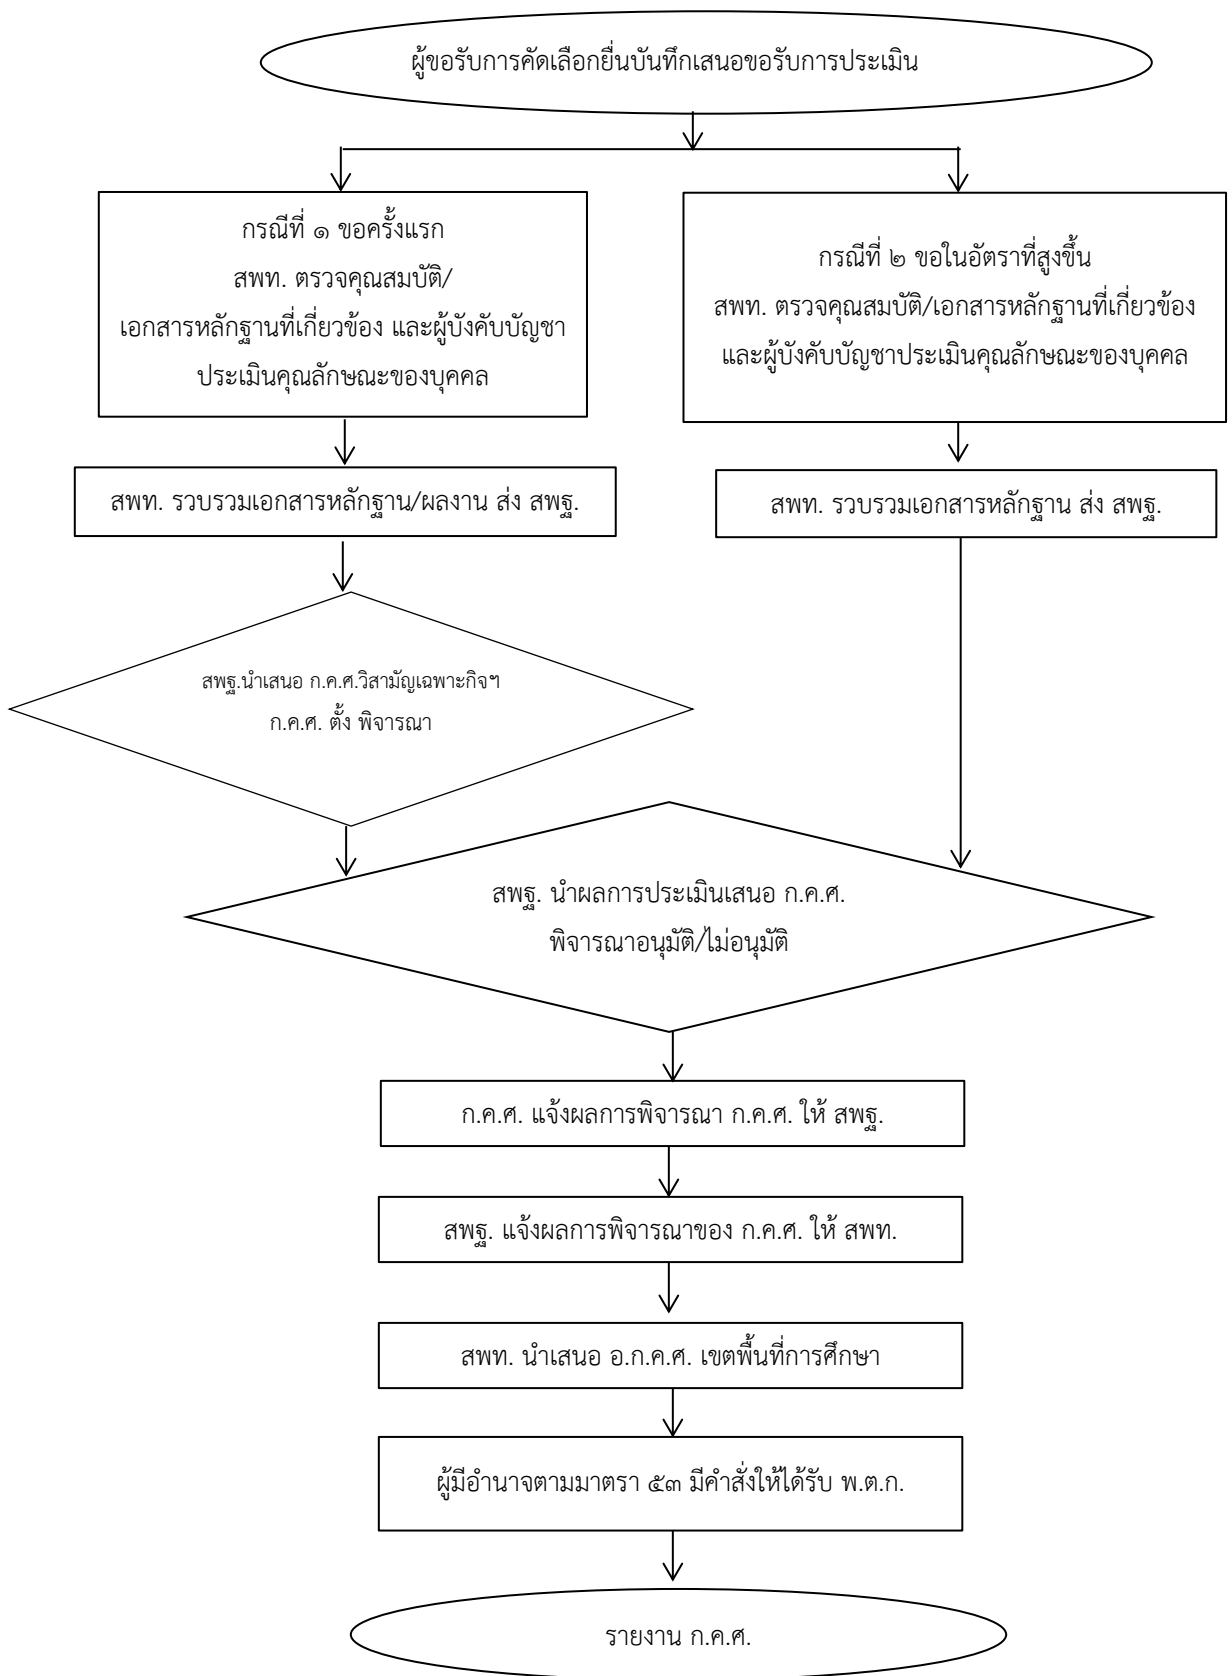 ผู้ขอรับการคัดเลือกยื่นบันทึกเสนอขอรับการประเมิน
กรณีที่ ๑ ขอครั้งแรก
สพท. ตรวจคุณสมบัติ/
เอกสารหลักฐานที่เกี่ยวข้อง และผู้บังคับบัญชา
ประเมินคุณลักษณะของบุคคล
กรณีที่ ๒ ขอในอัตราที่สูงขึ้น
สพท. ตรวจคุณสมบัติ/เอกสารหลักฐานที่เกี่ยวข้อง
และผู้บังคับบัญชาประเมินคุณลักษณะของบุคคล
สพท. รวบรวมเอกสารหลักฐาน/ผลงาน ส่ง สพฐ.
สพท. รวบรวมเอกสารหลักฐาน ส่ง สพฐ.
สพฐ.นำเสนอ ก.ค.ศ.วิสามัญเฉพาะกิจฯ
ก.ค.ศ. ตั้ง พิจารณา
สพฐ. นำผลการประเมินเสนอ ก.ค.ศ.
พิจารณาอนุมัติ/ไม่อนุมัติ
ก.ค.ศ. แจ้งผลการพิจารณา ก.ค.ศ. ให้ สพฐ.
สพฐ. แจ้งผลการพิจารณาของ ก.ค.ศ. ให้ สพท.
สพท. นำเสนอ อ.ก.ค.ศ. เขตพื้นที่การศึกษา
ผู้มีอำนาจตามมาตรา ๕๓ มีคำสั่งให้ได้รับ พ.ต.ก.
รายงาน ก.ค.ศ.